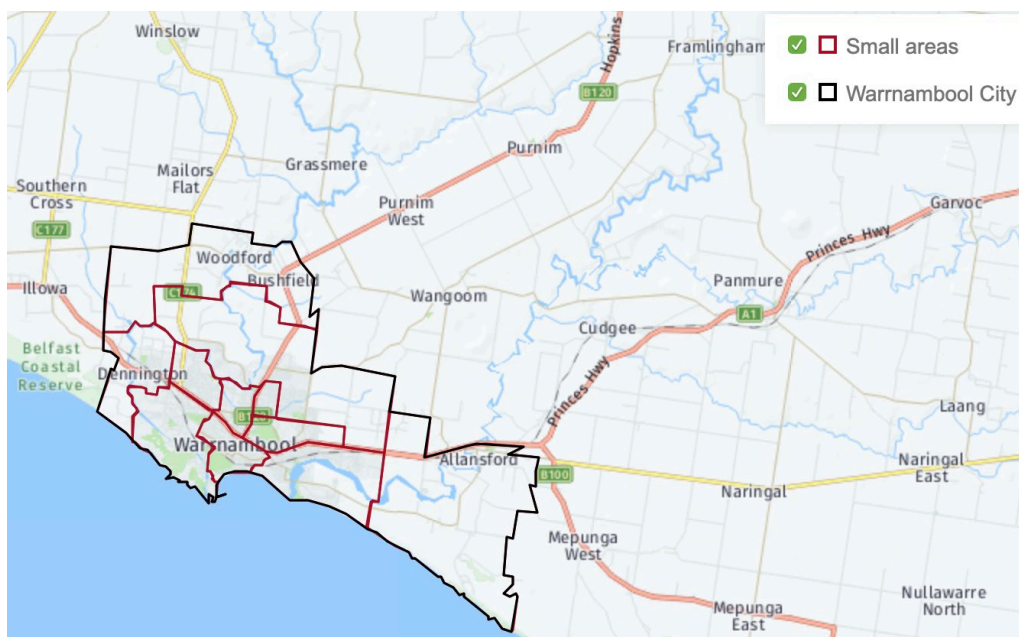 Winslow
Hopkins
Framlingham
Small areas
B120
Warrnambool City
Purnim
Grassmere
Mailors
Flat
Southern
Cross
Purnim
West
Garvoc
C177
Princes Hwy
Woodford
Bushfield
Panmure
Illowa
C174
Wangoom
A1
Cudgee
Belfast
Coastal
Reserve
Dennington
Princes Hwy
Laang
B120
Warrnambool
Allansford
Naringal
East
B100
Naringal
Mepunga
West
Nullawarre
North
Mepunga
East